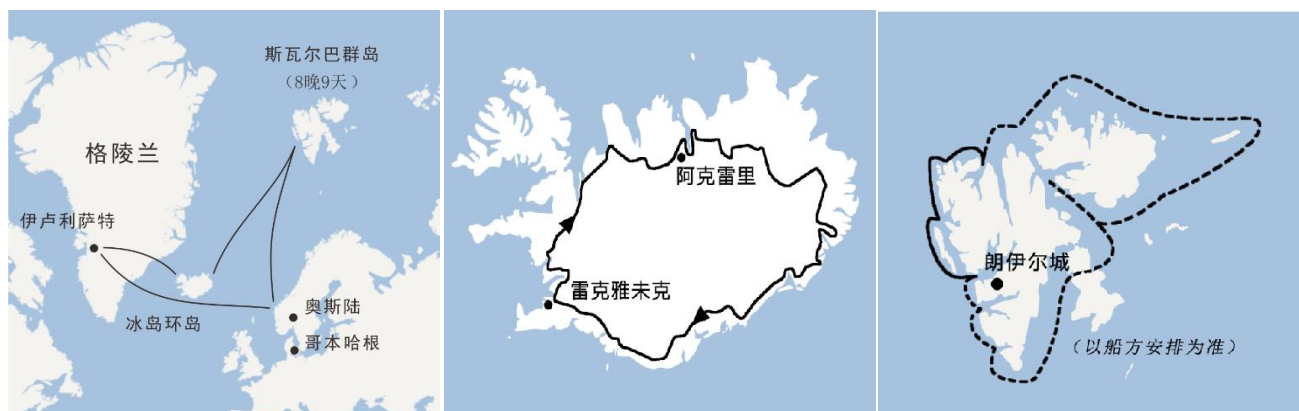 斯瓦尔巴群岛
（8晚9天）
格陵兰
伊卢利萨特
冰岛环岛
奥斯陆
哥本哈根
阿克雷里
雷克雅未克
朗伊尔城
（以船方安排为准）